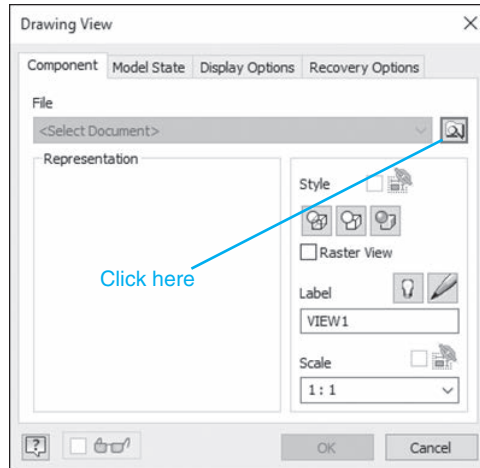 Drawing View
Component Model State Display Options Recovery Options
File
<Select Document>
Representation
Style
Raster View
Click here
Label
VIEW1
Scale
1 : 1
OK Cancel